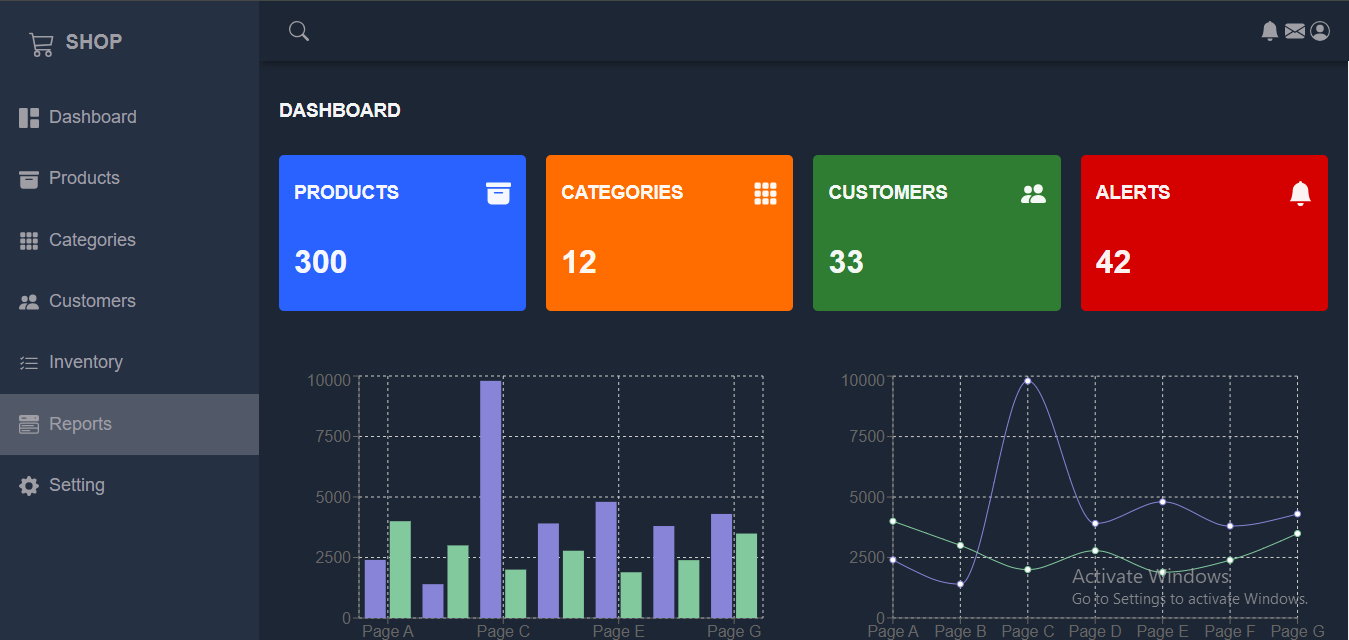 SHOP
Dashboard
Products
Categories
Customers
Inventory
Reports
Setting
DASHBOARD
PRODUCTS
300
CATEGORIES
12
CUSTOMERS
33
ALERTS
42
10000
7500
5000
2500
0
Page A Page C Page E Page G
10000
7500
5000
2500
0
Page A Page B Page C Page D Page E Page F Page G
Activate Windows
Go to Settings to activate Windows.